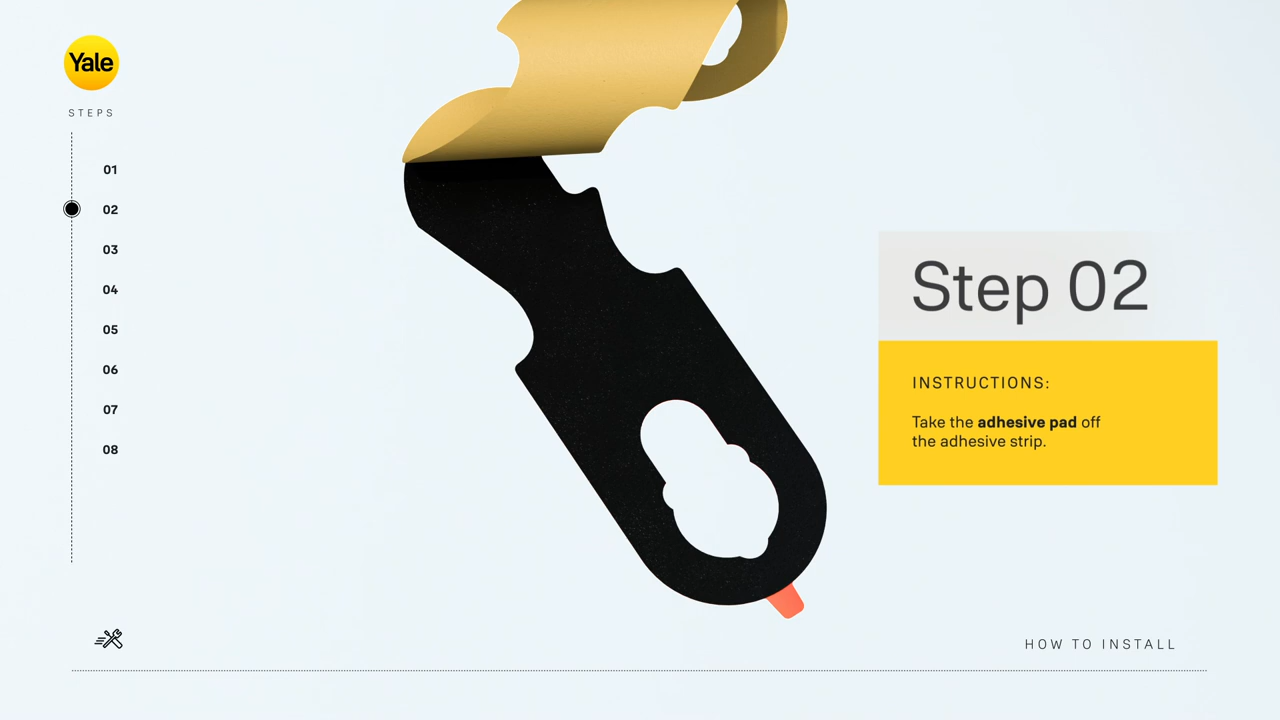 Yale
STEPS
01
02
03
04
05
06
07
08
Step 02
INSTRUCTIONS:
Take the adhesive pad off
the adhesive strip.
HOW TO INSTALL